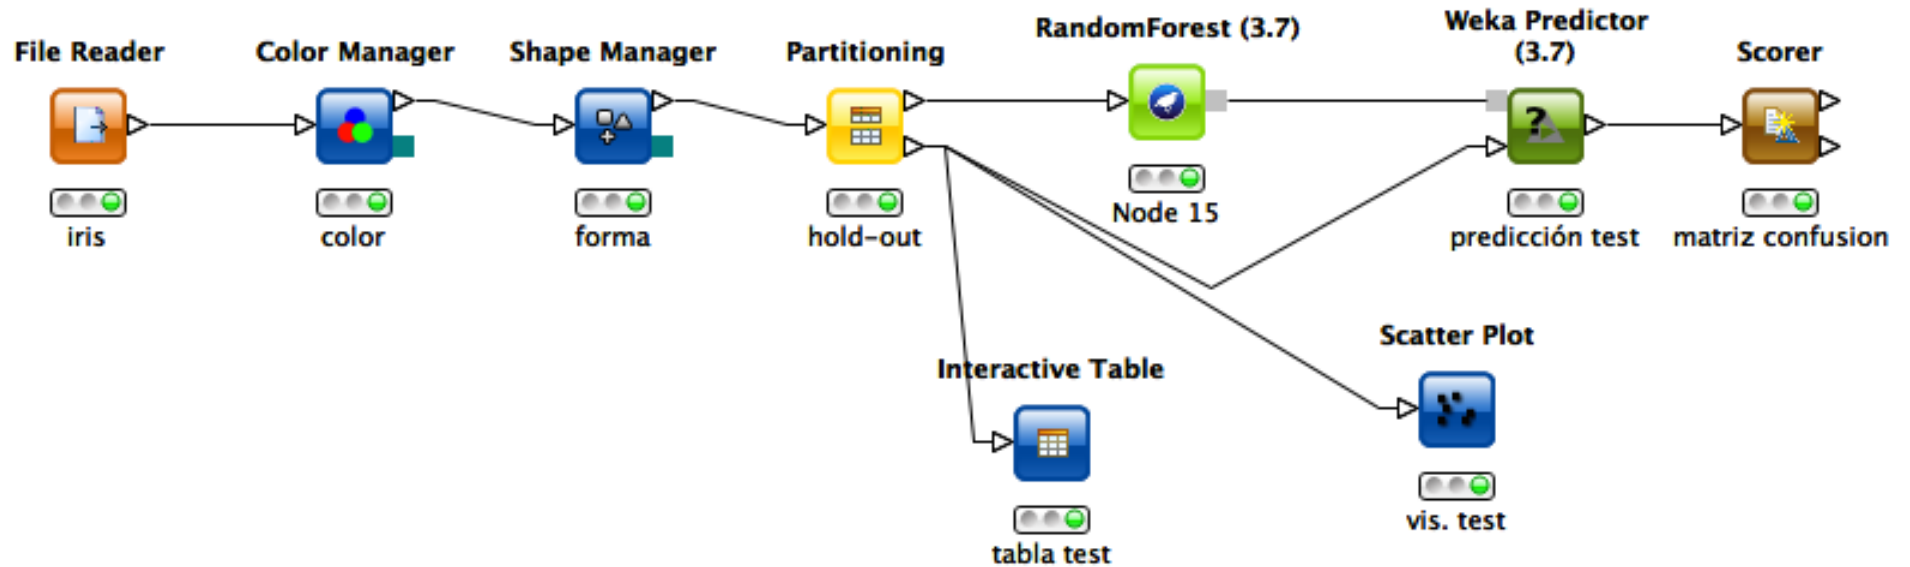 File Reader
Color Manager
Shape Manager
Partitioning
RandomForest (3.7)
Weka Predictor
(3.7)
Scorer
iris
color
forma
hold-out
Node 15
predicción test
matriz confusion
Interactive Table
tabla test
Scatter Plot
vis. test